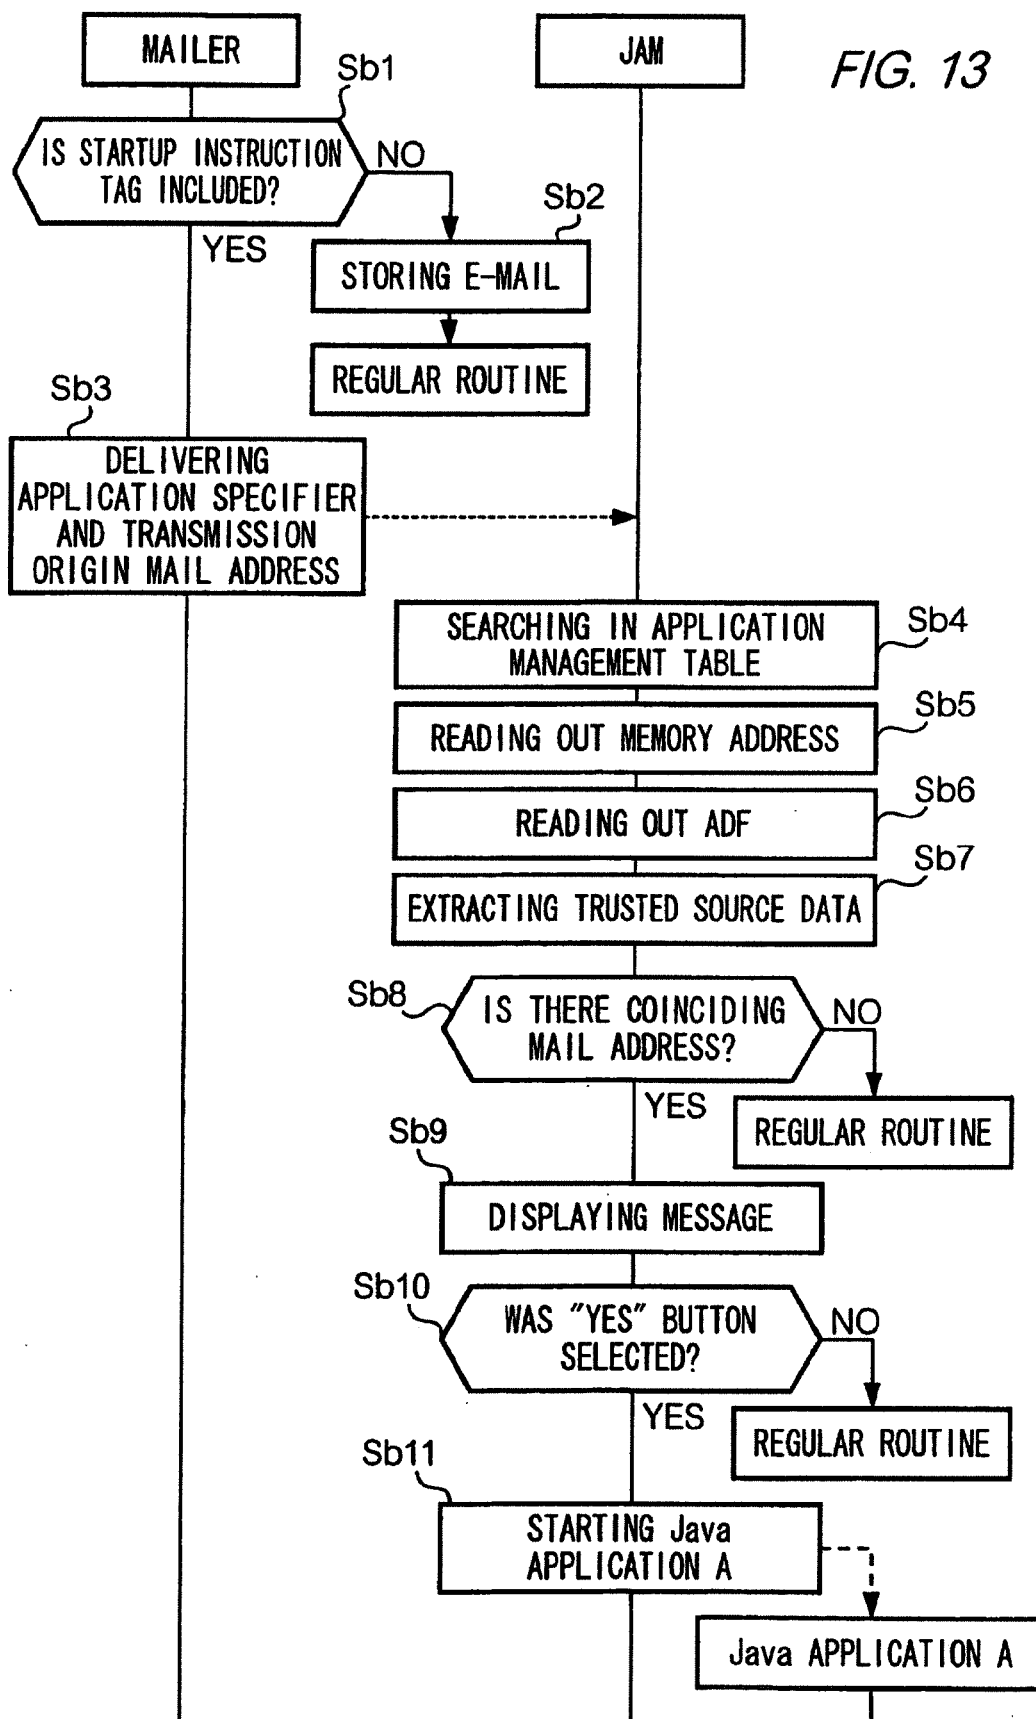 MAILER
JAM
FIG. 13
Sb1
IS STARTUP INSTRUCTION
TAG INCLUDED?
NO
YES
Sb2
STORING E-MAIL
REGULAR ROUTINE
Sb3
DELIVERING
APPLICATION SPECIFIER
AND TRANSMISSION
ORIGIN MAIL ADDRESS
SEARCHING IN APPLICATION
MANAGEMENT TABLE
Sb4
READING OUT MEMORY ADDRESS
Sb5
READING OUT ADF
Sb6
EXTRACTING TRUSTED SOURCE DATA
Sb7
Sb8
IS THERE COINCIDING
MAIL ADDRESS?
NO
YES
REGULAR ROUTINE
Sb9
DISPLAYING MESSAGE
Sb10
WAS "YES" BUTTON
SELECTED?
NO
YES
REGULAR ROUTINE
Sb11
STARTING Java
APPLICATION A
Java APPLICATION A